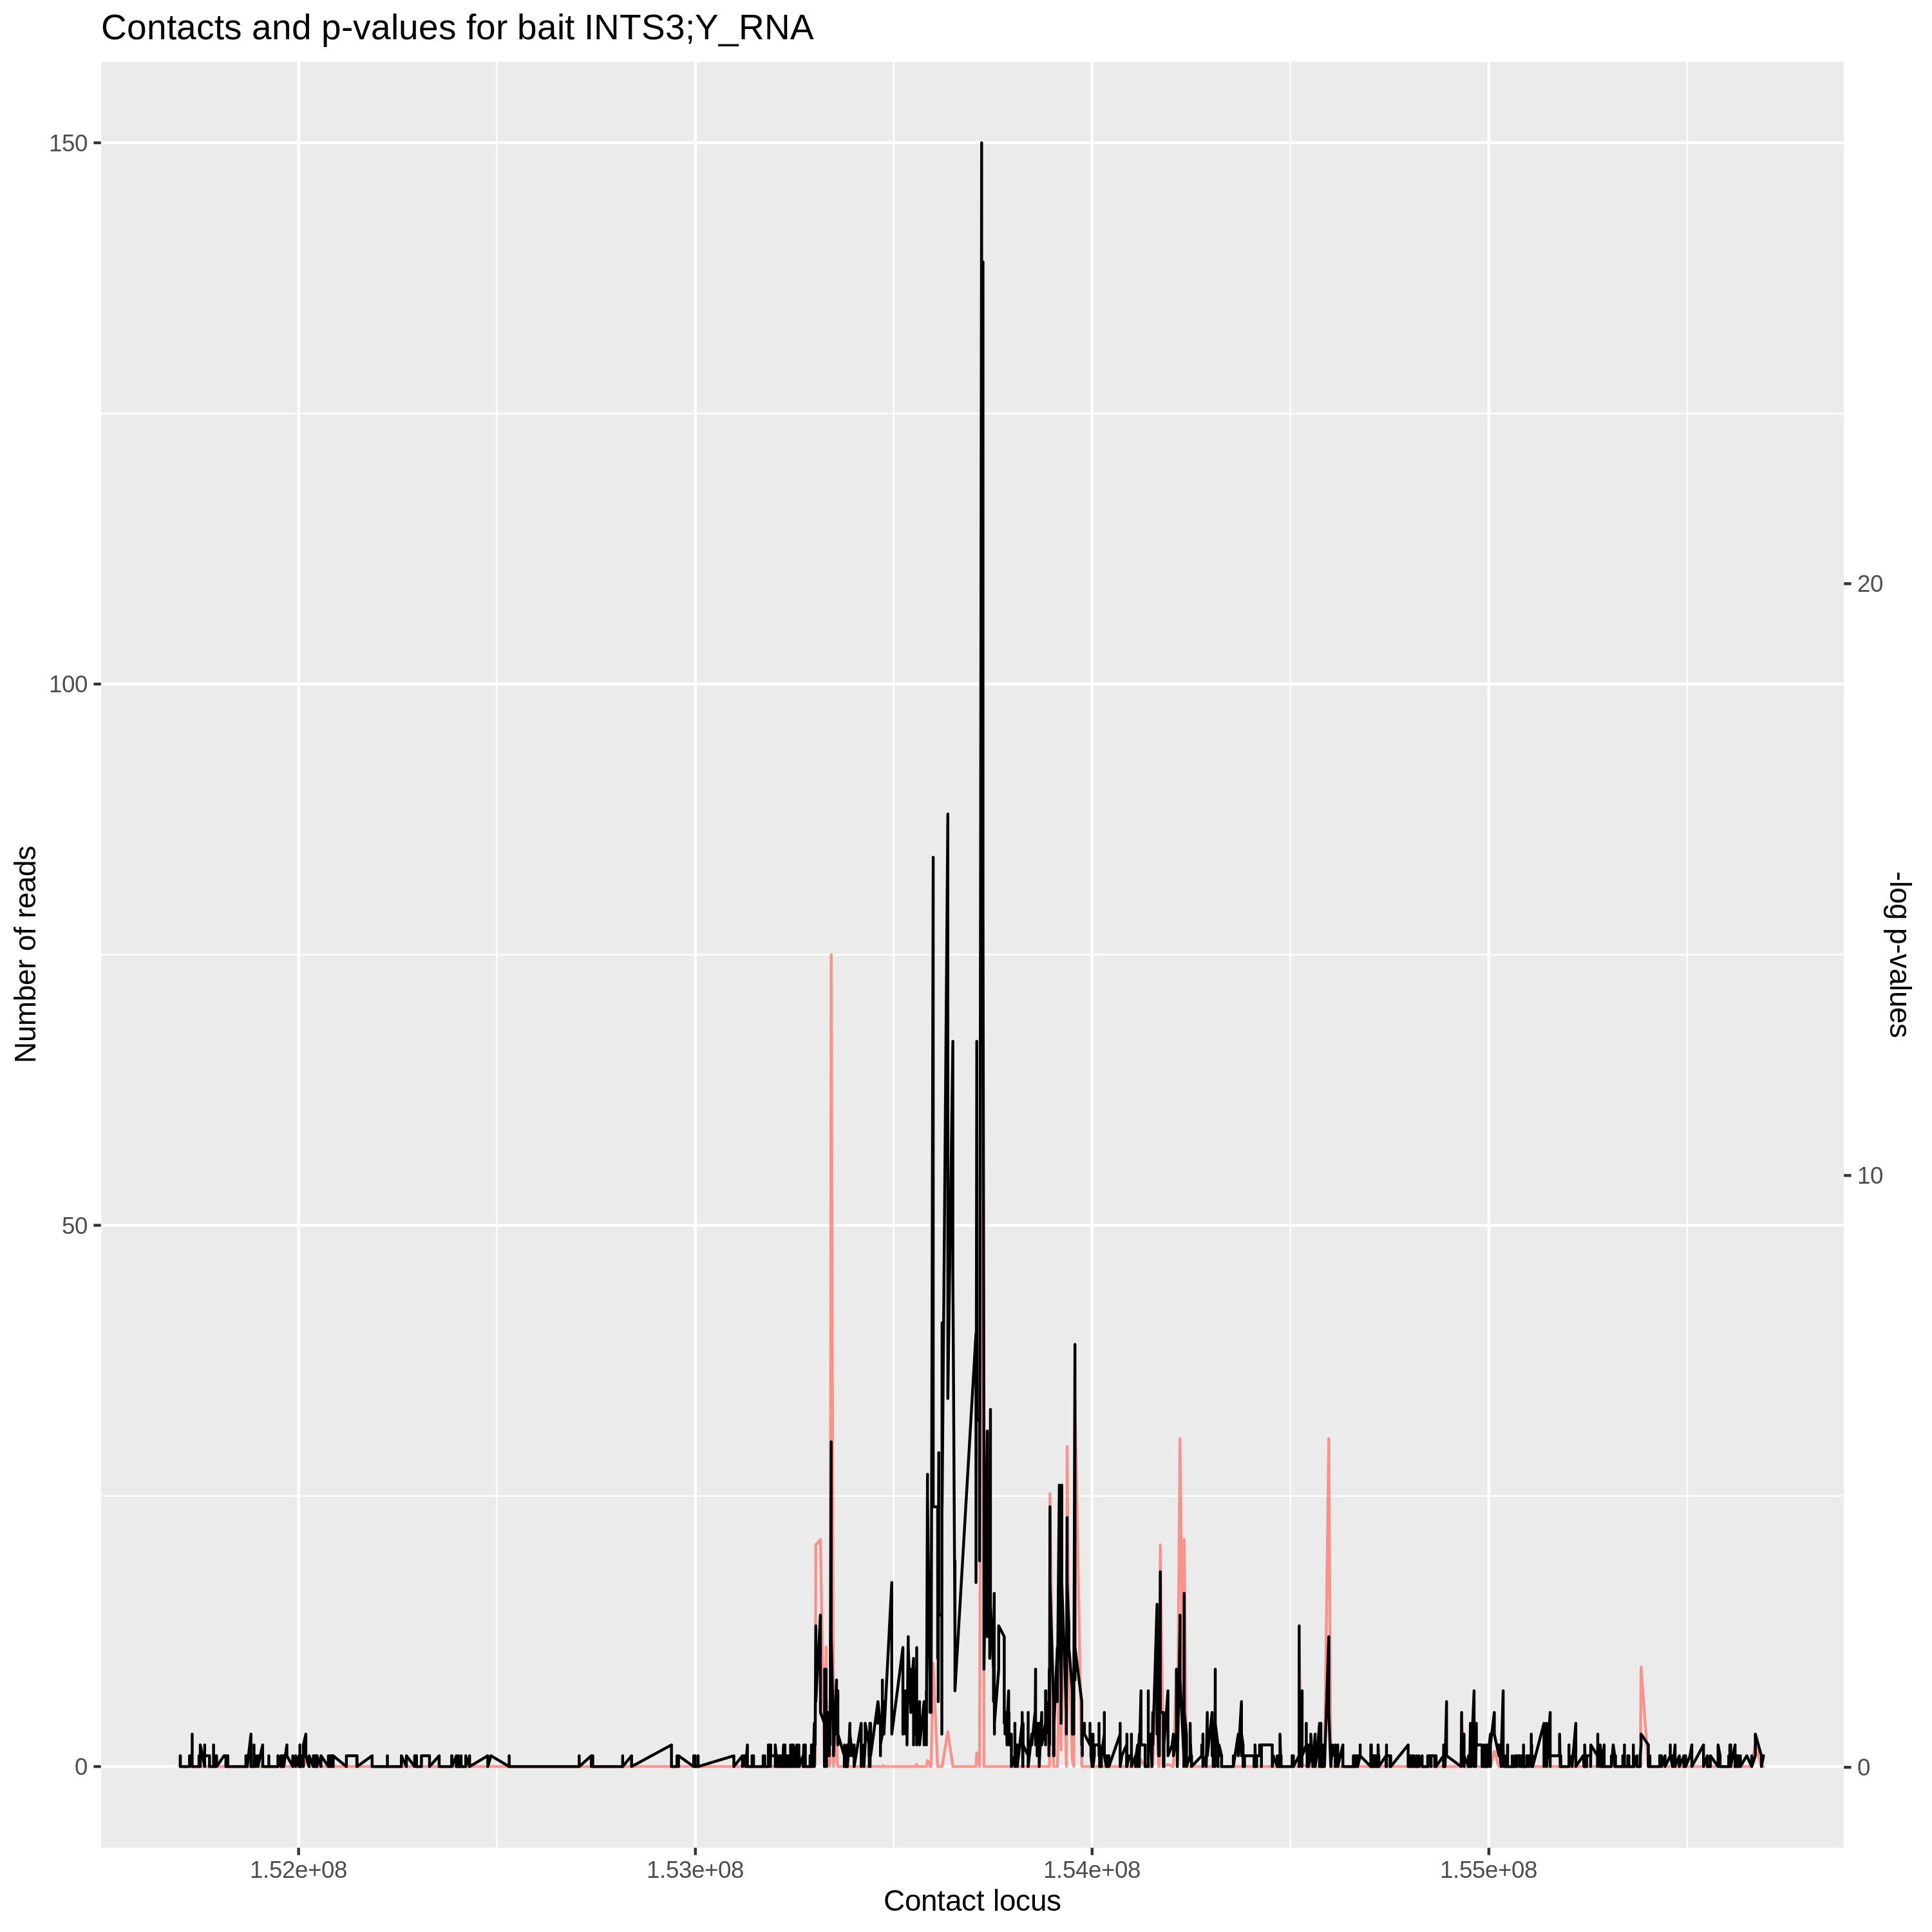 Contacts and p-values for bait INTS3;Y_RNA
150
100
50
0
Number of reads
20
10
0
-log p-values
1.52e+08
1.53e+08
1.54e+08
1.55e+08
Contact locus